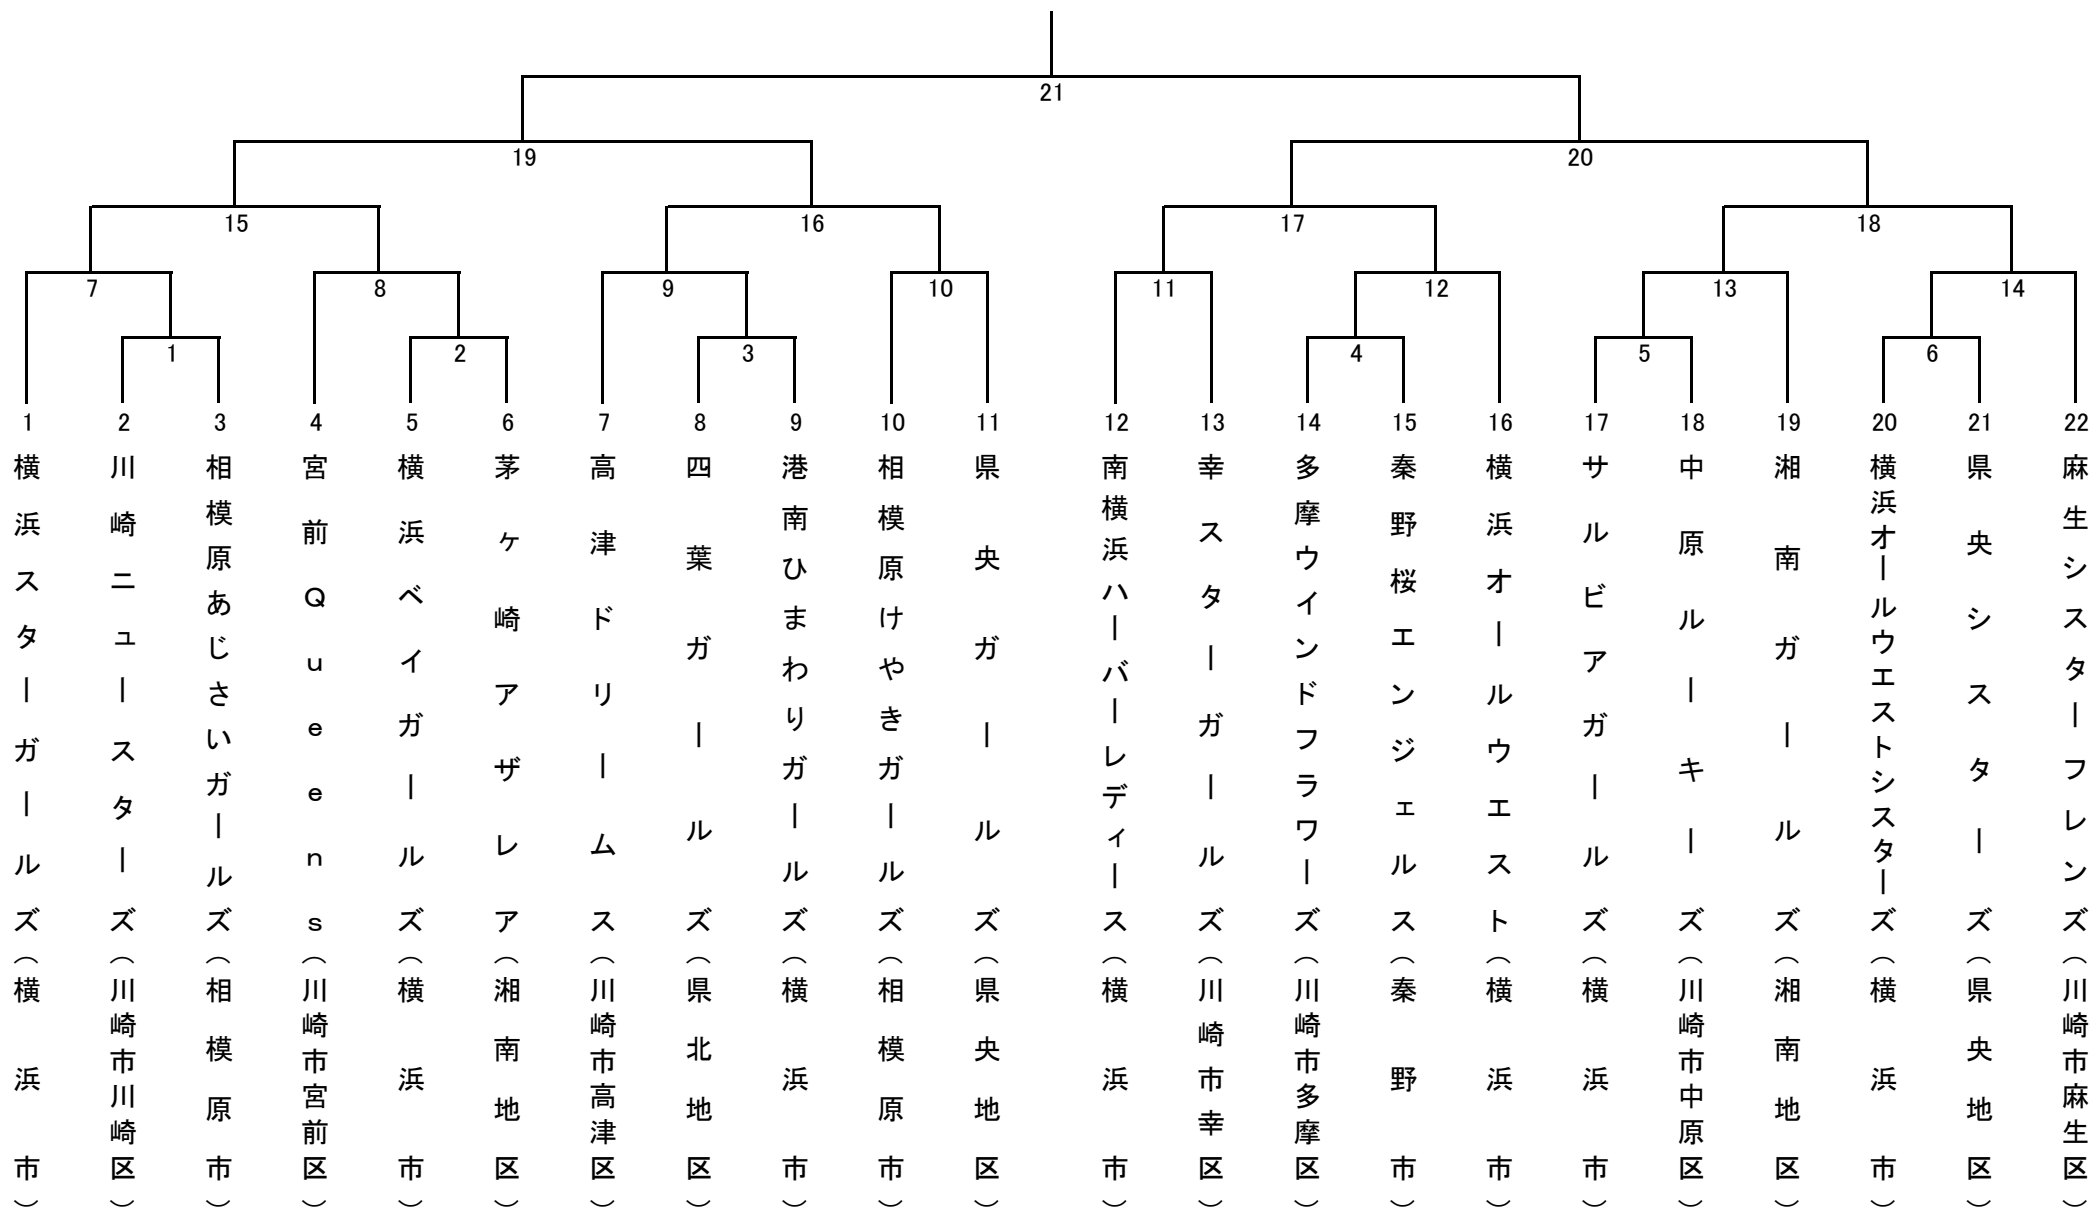 21
19
20
15
16
17
18
7
8
9
10
11
12
13
14
1
2
3
4
5
6
1
横浜スターガールズ（横浜市）
2
川崎ニュースターズ（川崎市川崎区）
3
相模原あじさいガールズ（相模原市）
4
宮前Ｑｕｅｅｎｓ（川崎市宮前区）
5
横浜ベイガールズ（横浜市）
6
茅ヶ崎アザレア（湘南地区）
7
高津ドリームス（川崎市高津区）
8
四葉ガールズ（県北地区）
9
港南ひまわりガールズ（横浜市）
10
相模原けやきガールズ（相模原市）
11
県央ガールズ（県央地区）
12
南横浜ハーバーレディース（横浜市）
13
幸スターガールズ（川崎市幸区）
14
多摩ウインドフラワーズ（川崎市多摩区）
15
秦野桜エンジェルス（秦野市）
16
横浜オールウエスト（横浜市）
17
サルビアガールズ（横浜市）
18
中原ルーキーズ（川崎市中原区）
19
湘南ガールズ（湘南地区）
20
横浜オールウエストシスターズ（横浜市）
21
県央シスターズ（県央地区）
22
麻生シスターフレンズ（川崎市麻生区）